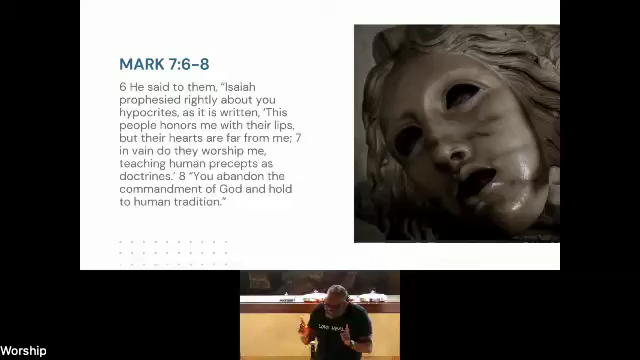 MARK 7:6-8
6 He said to them, "Isaiah
prophesied rightly about you
hypocrites, as it is written, 'This
people honors me with their lips,
but their hearts are far from me; 7
in vain do they worship me,
teaching human precepts as
doctrines.' 8 "You abandon the
commandment of God and hold
to human tradition."
Worship